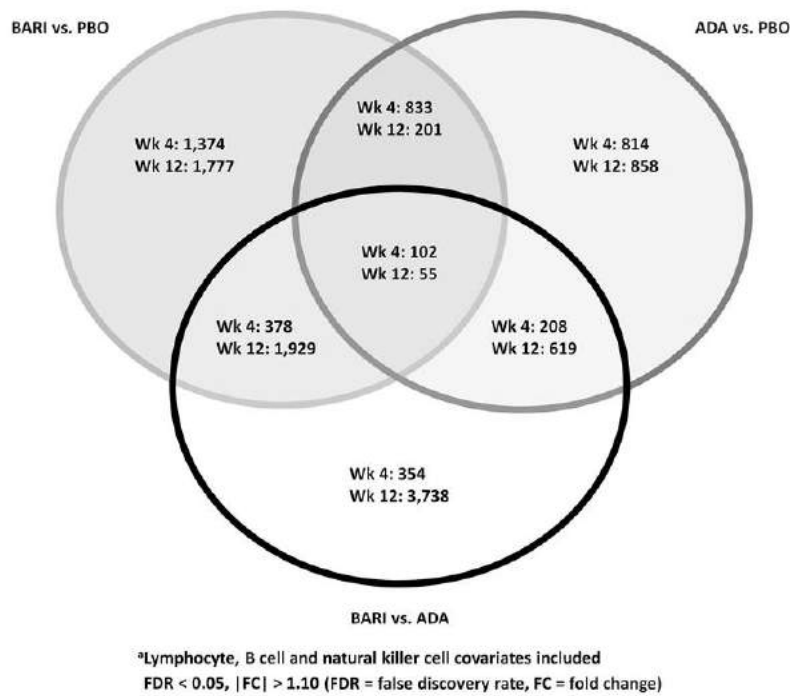 BARI vs. PBO
ADA vs. PBO
Wk 4: 833
Wk 12: 201
Wk 4: 1,374
Wk 12: 1,777
Wk 4: 814
Wk 12: 858
Wk 4: 102
Wk 12: 55
Wk 4: 378
Wk 12: 1,929
Wk 4: 208
Wk 12: 619
Wk 4: 354
Wk 12: 3,738
BARI vs. ADA
ᵃLymphocyte, B cell and natural killer cell covariates included
FDR < 0.05, |FC| > 1.10 (FDR = false discovery rate, FC = fold change)